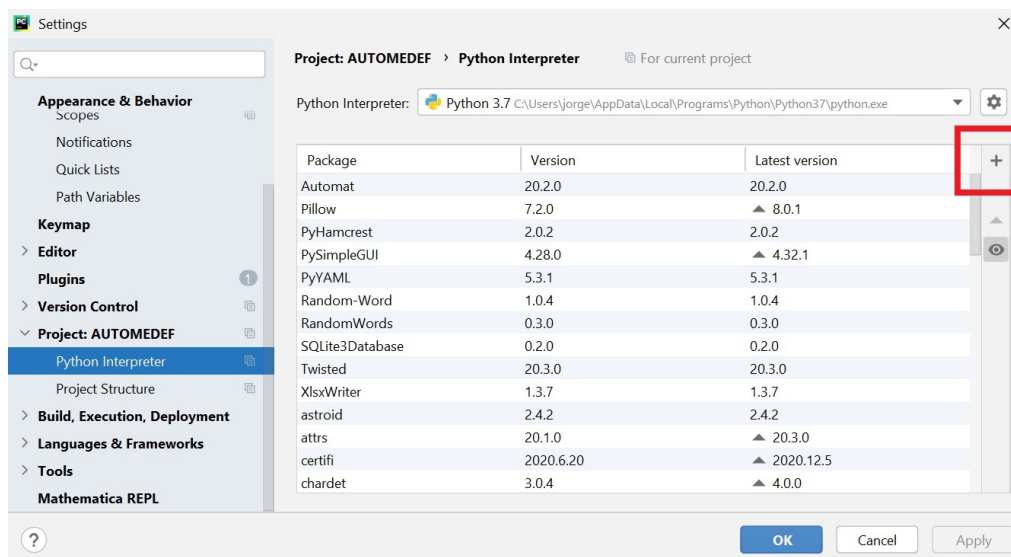 PC Settings
Project: AUTOMEDEF › Python Interpreter For current project
Python Interpreter: Python 3.7 C:\Users\jorge\AppData\Local\Programs\Python\Python37\python.exe
Appearance & Behavior
Scopes
Notifications
Quick Lists
Path Variables
Keymap
Editor
Plugins 1
Version Control
Project: AUTOMEDEF
Python Interpreter
Project Structure
Build, Execution, Deployment
Languages & Frameworks
Tools
Mathematica REPL
Package Version Latest version
Automat 20.2.0 20.2.0
Pillow 7.2.0 8.0.1
PyHamcrest 2.0.2 2.0.2
PySimpleGUI 4.28.0 4.32.1
PyYAML 5.3.1 5.3.1
Random-Word 1.0.4 1.0.4
RandomWords 0.3.0 0.3.0
SQLite3Database 0.2.0 0.2.0
Twisted 20.3.0 20.3.0
XlsxWriter 1.3.7 1.3.7
astroid 2.4.2 2.4.2
attrs 20.1.0 20.3.0
certifi 2020.6.20 2020.12.5
chardet 3.0.4 4.0.0
? OK Cancel Apply